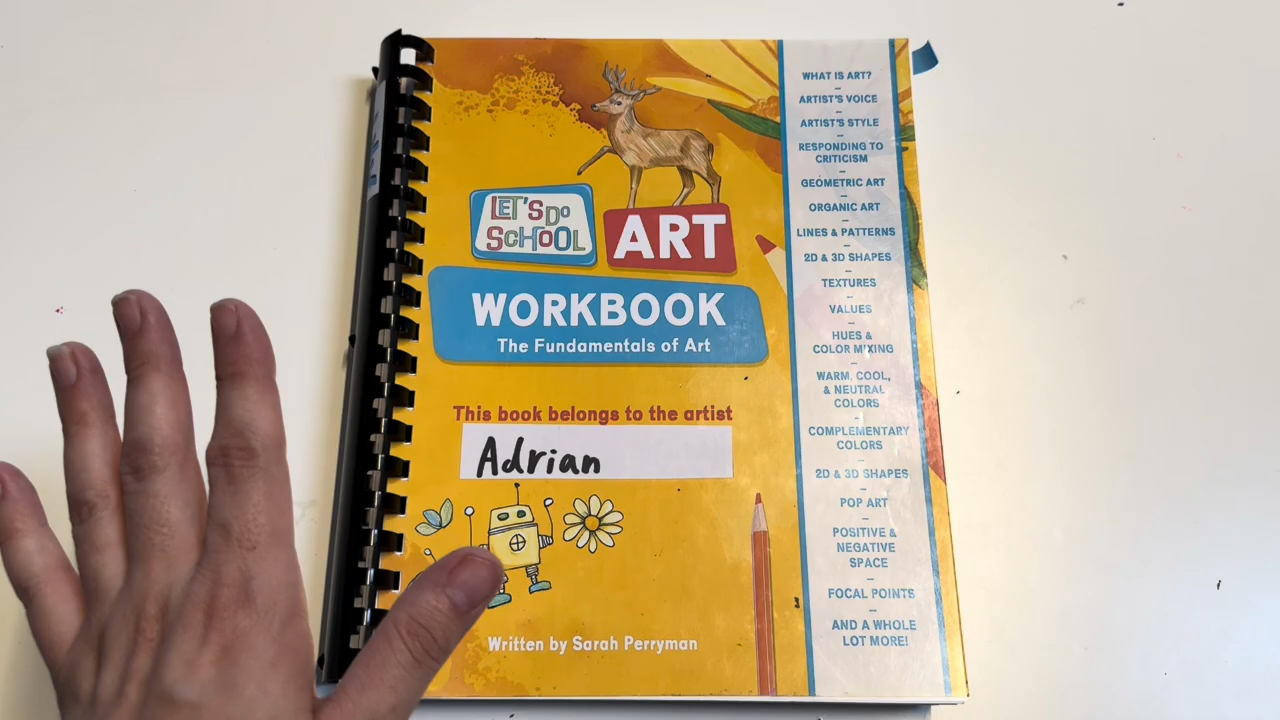 LET'S DO
SCHOOL
ART
WORKBOOK
The Fundamentals of Art
This book belongs to the artist
Adrian
Written by Sarah Perryman
WHAT IS ART?
–
ARTIST'S VOICE
–
ARTIST'S STYLE
–
RESPONDING TO
CRITICISM
–
GEOMETRIC ART
–
ORGANIC ART
–
LINES & PATTERNS
–
2D & 3D SHAPES
–
TEXTURES
–
VALUES
–
HUES &
COLOR MIXING
–
WARM, COOL,
& NEUTRAL
COLORS
–
COMPLEMENTARY
COLORS
–
2D & 3D SHAPES
–
POP ART
–
POSITIVE &
NEGATIVE
SPACE
–
FOCAL POINTS
–
AND A WHOLE
LOT MORE!